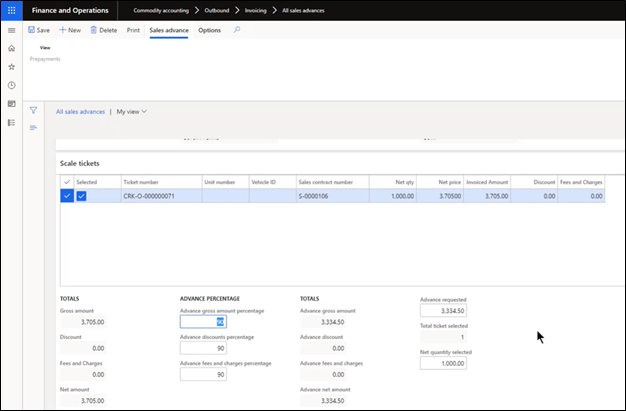 Finance and Operations
Commodity accounting > Outbound > Invoicing > All sales advances
Save + New Delete Print Sales advance Options
View
Prepayments
All sales advances | My view
Scale tickets
Selected Ticket number Unit number Vehicle ID Sales contract number Net qty Net price Invoiced Amount Discount Fees and Charges
CRK-O-000000071 S-0000106 1,000.00 3.70500 3,705.00 0.00 0.00
TOTALS
Gross amount
3,705.00
Discount
0.00
Fees and Charges
0.00
Net amount
3,705.00
ADVANCE PERCENTAGE
Advance gross amount percentage
90
Advance discounts percentage
90
Advance fees and charges percentage
90
TOTALS
Advance gross amount
3,334.50
Advance discount
0.00
Advance fees and charges
0.00
Advance net amount
3,334.50
Advance requested
3,334.50
Total ticket selected
1
Net quantity selected
1,000.00